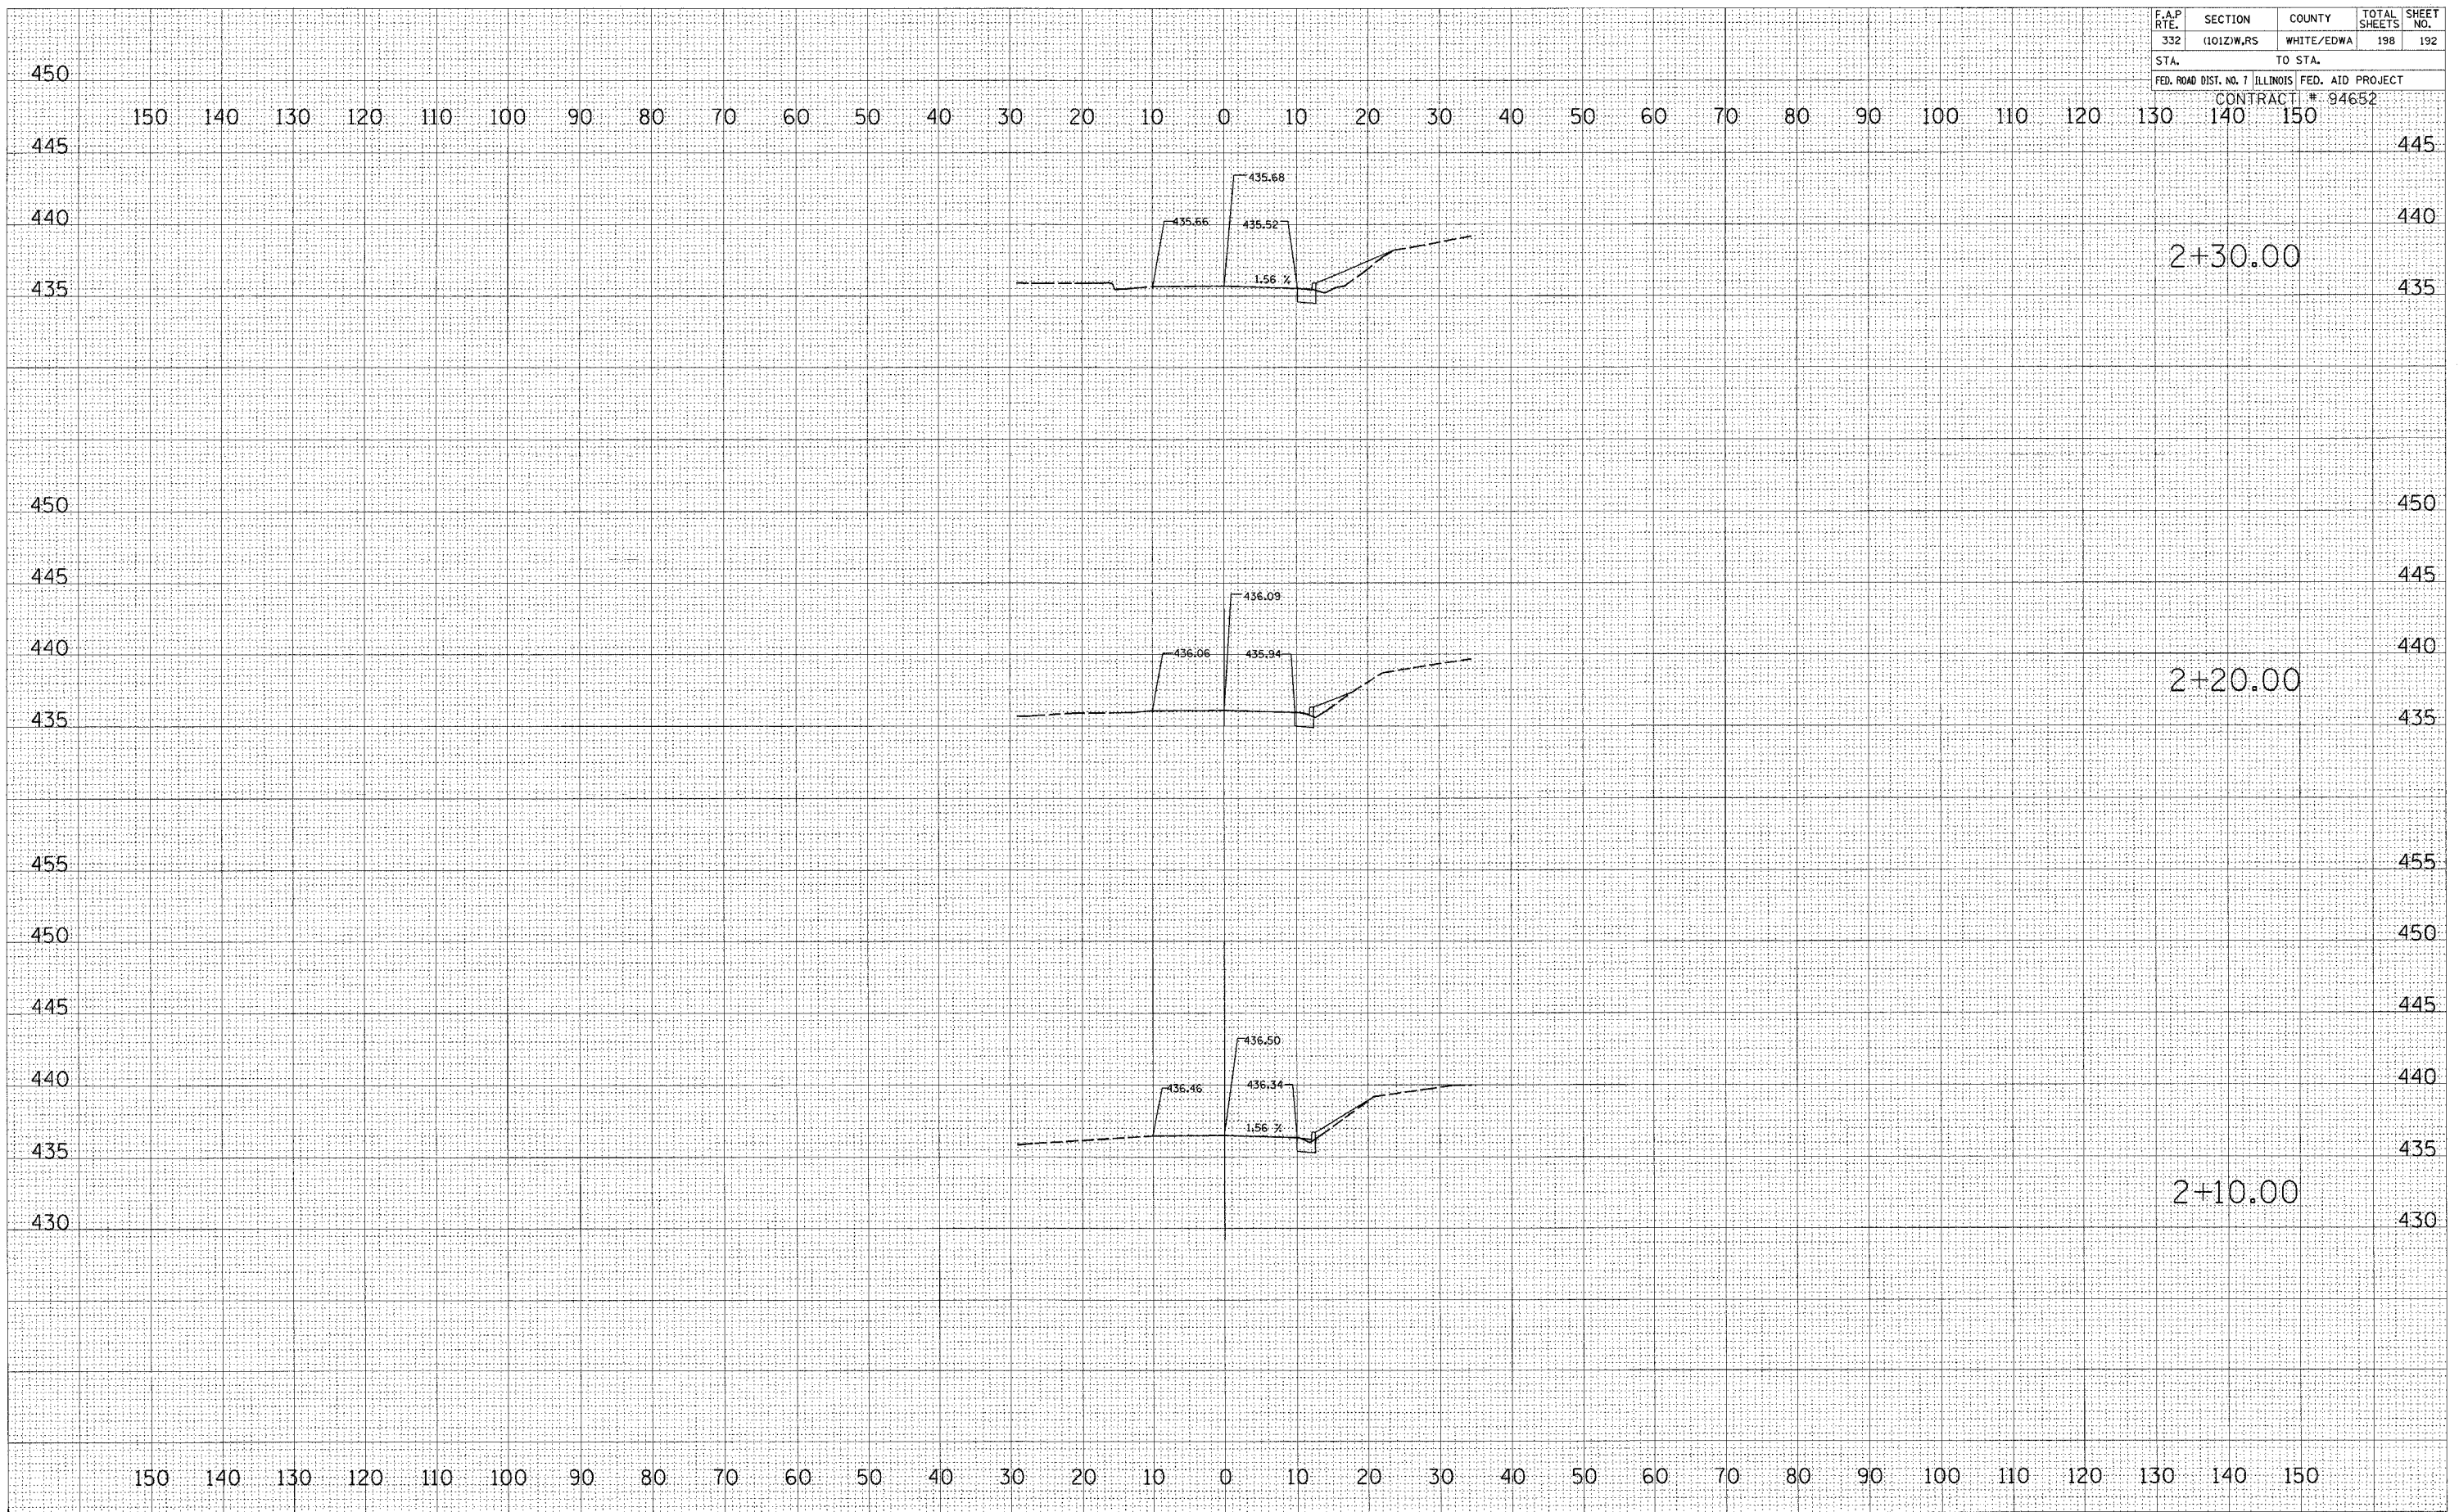 F.A.P RTE. SECTION COUNTY TOTAL SHEETS SHEET NO.
332 (101Z)W,RS WHITE/EDWA 198 192
STA. TO STA.
FED. ROAD DIST. NO. 7 ILLINOIS FED. AID PROJECT
CONTRACT # 94652
450
150 140 130 120 110 100 90 80 70 60 50 40 30 20 10 0 10 20 30 40 50 60 70 80 90 100 110 120 130 140 150
445 445
435.68
440 435.66 435.52 440
2+30.00
435 1.56 % 435
450 450
445 445
436.09
440 436.06 435.94 440
2+20.00
435 435
455 455
450 450
445 445
436.50
440 436.46 436.34 440
1.56 %
435 435
2+10.00
430 430
150 140 130 120 110 100 90 80 70 60 50 40 30 20 10 0 10 20 30 40 50 60 70 80 90 100 110 120 130 140 150